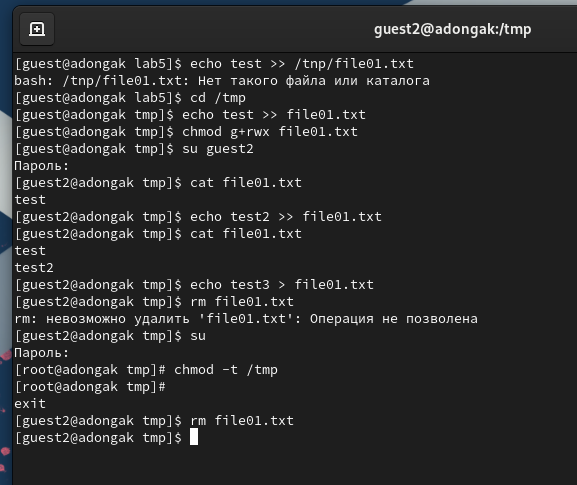 guest2@adongak:/tmp
[guest@adongak lab5]$ echo test >> /tnp/file01.txt
bash: /tnp/file01.txt: Нет такого файла или каталога
[guest@adongak lab5]$ cd /tmp
[guest@adongak tmp]$ echo test >> file01.txt
[guest@adongak tmp]$ chmod g+rwx file01.txt
[guest@adongak tmp]$ su guest2
Пароль:
[guest2@adongak tmp]$ cat file01.txt
test
[guest2@adongak tmp]$ echo test2 >> file01.txt
[guest2@adongak tmp]$ cat file01.txt
test
test2
[guest2@adongak tmp]$ echo test3 > file01.txt
[guest2@adongak tmp]$ rm file01.txt
rm: невозможно удалить 'file01.txt': Операция не позволена
[guest2@adongak tmp]$ su
Пароль:
[root@adongak tmp]# chmod -t /tmp
[root@adongak tmp]#
exit
[guest2@adongak tmp]$ rm file01.txt
[guest2@adongak tmp]$